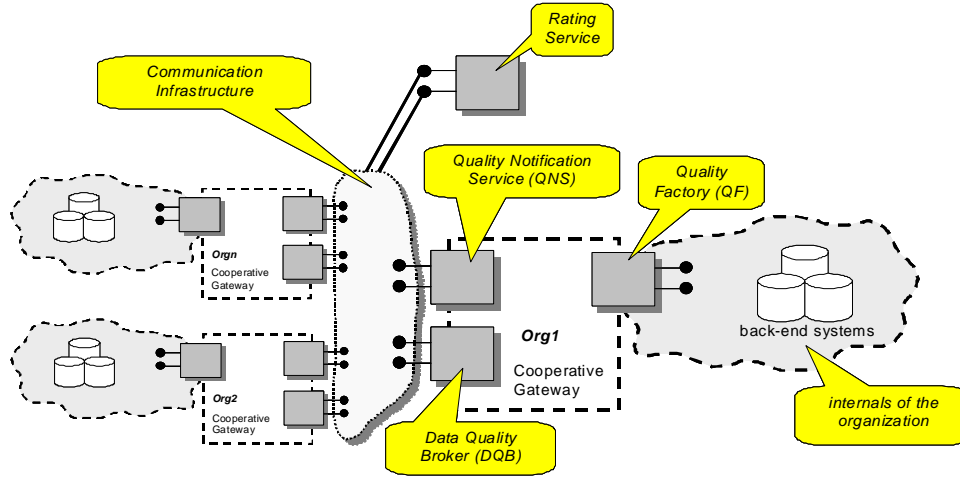 Rating
Service
Communication
Infrastructure
Quality Notification
Service (QNS)
Quality
Factory (QF)
Orgn
Cooperative
Gateway
Org1
Cooperative
Gateway
back-end systems
Org2
Cooperative
Gateway
internals of the
organization
Data Quality
Broker (DQB)